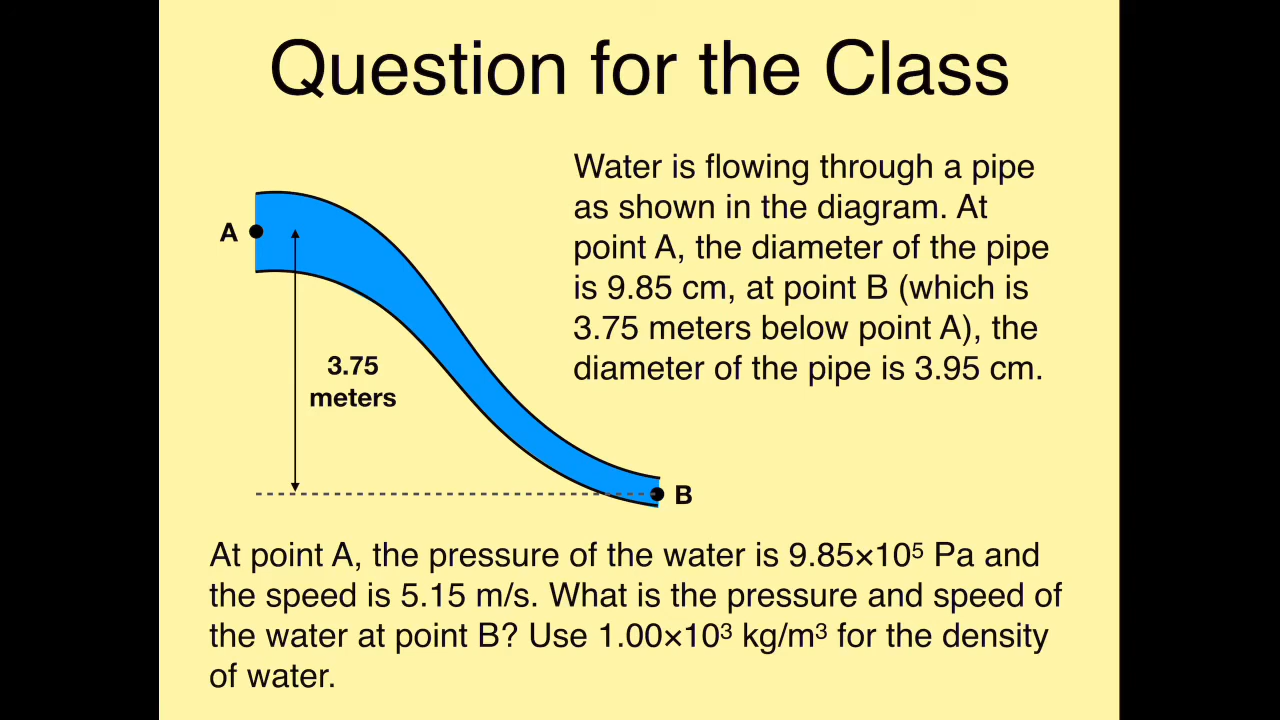 Question for the Class
Water is flowing through a pipe
as shown in the diagram. At
point A, the diameter of the pipe
is 9.85 cm, at point B (which is
3.75 meters below point A), the
diameter of the pipe is 3.95 cm.
A
3.75
meters
B
At point A, the pressure of the water is 9.85×10⁵ Pa and
the speed is 5.15 m/s. What is the pressure and speed of
the water at point B? Use 1.00×10³ kg/m³ for the density
of water.